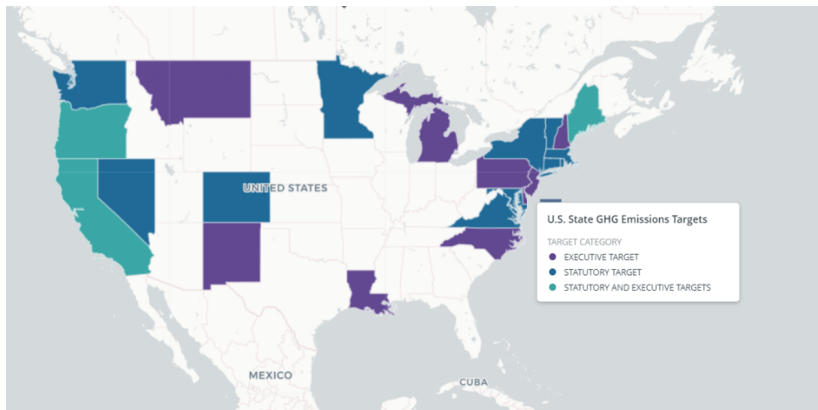 UNITED STATES
U.S. State GHG Emissions Targets
TARGET CATEGORY
EXECUTIVE TARGET
STATUTORY TARGET
STATUTORY AND EXECUTIVE TARGETS
MEXICO
CUBA